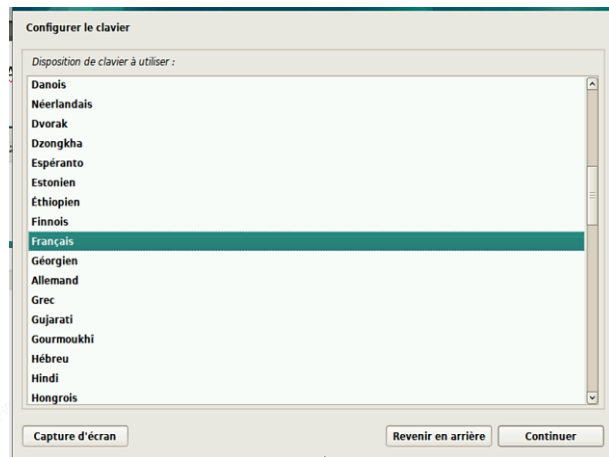 Configurer le clavier
Disposition de clavier à utiliser :
Danois
Néerlandais
Dvorak
Dzongkha
Espéranto
Estonien
Éthiopien
Finnois
Français
Géorgien
Allemand
Grec
Gujarati
Gourmoukhî
Hébreu
Hindi
Hongrois
Capture d'écran
Revenir en arrière
Continuer